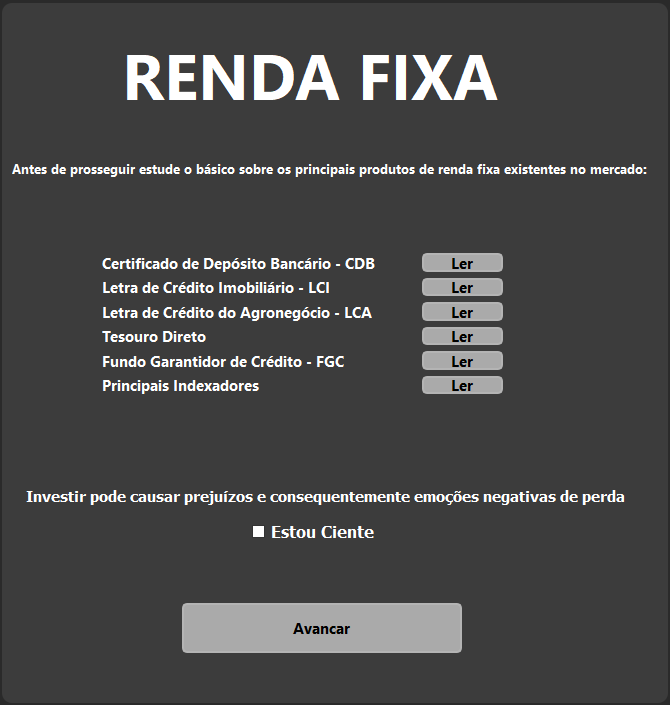 RENDA FIXA
Antes de prosseguir estude o básico sobre os principais produtos de renda fixa existentes no mercado:
Certificado de Depósito Bancário - CDB Ler
Letra de Crédito Imobiliário - LCI Ler
Letra de Crédito do Agronegócio - LCA Ler
Tesouro Direto Ler
Fundo Garantidor de Crédito - FGC Ler
Principais Indexadores Ler
Investir pode causar prejuízos e consequentemente emoções negativas de perda
Estou Ciente
Avancar